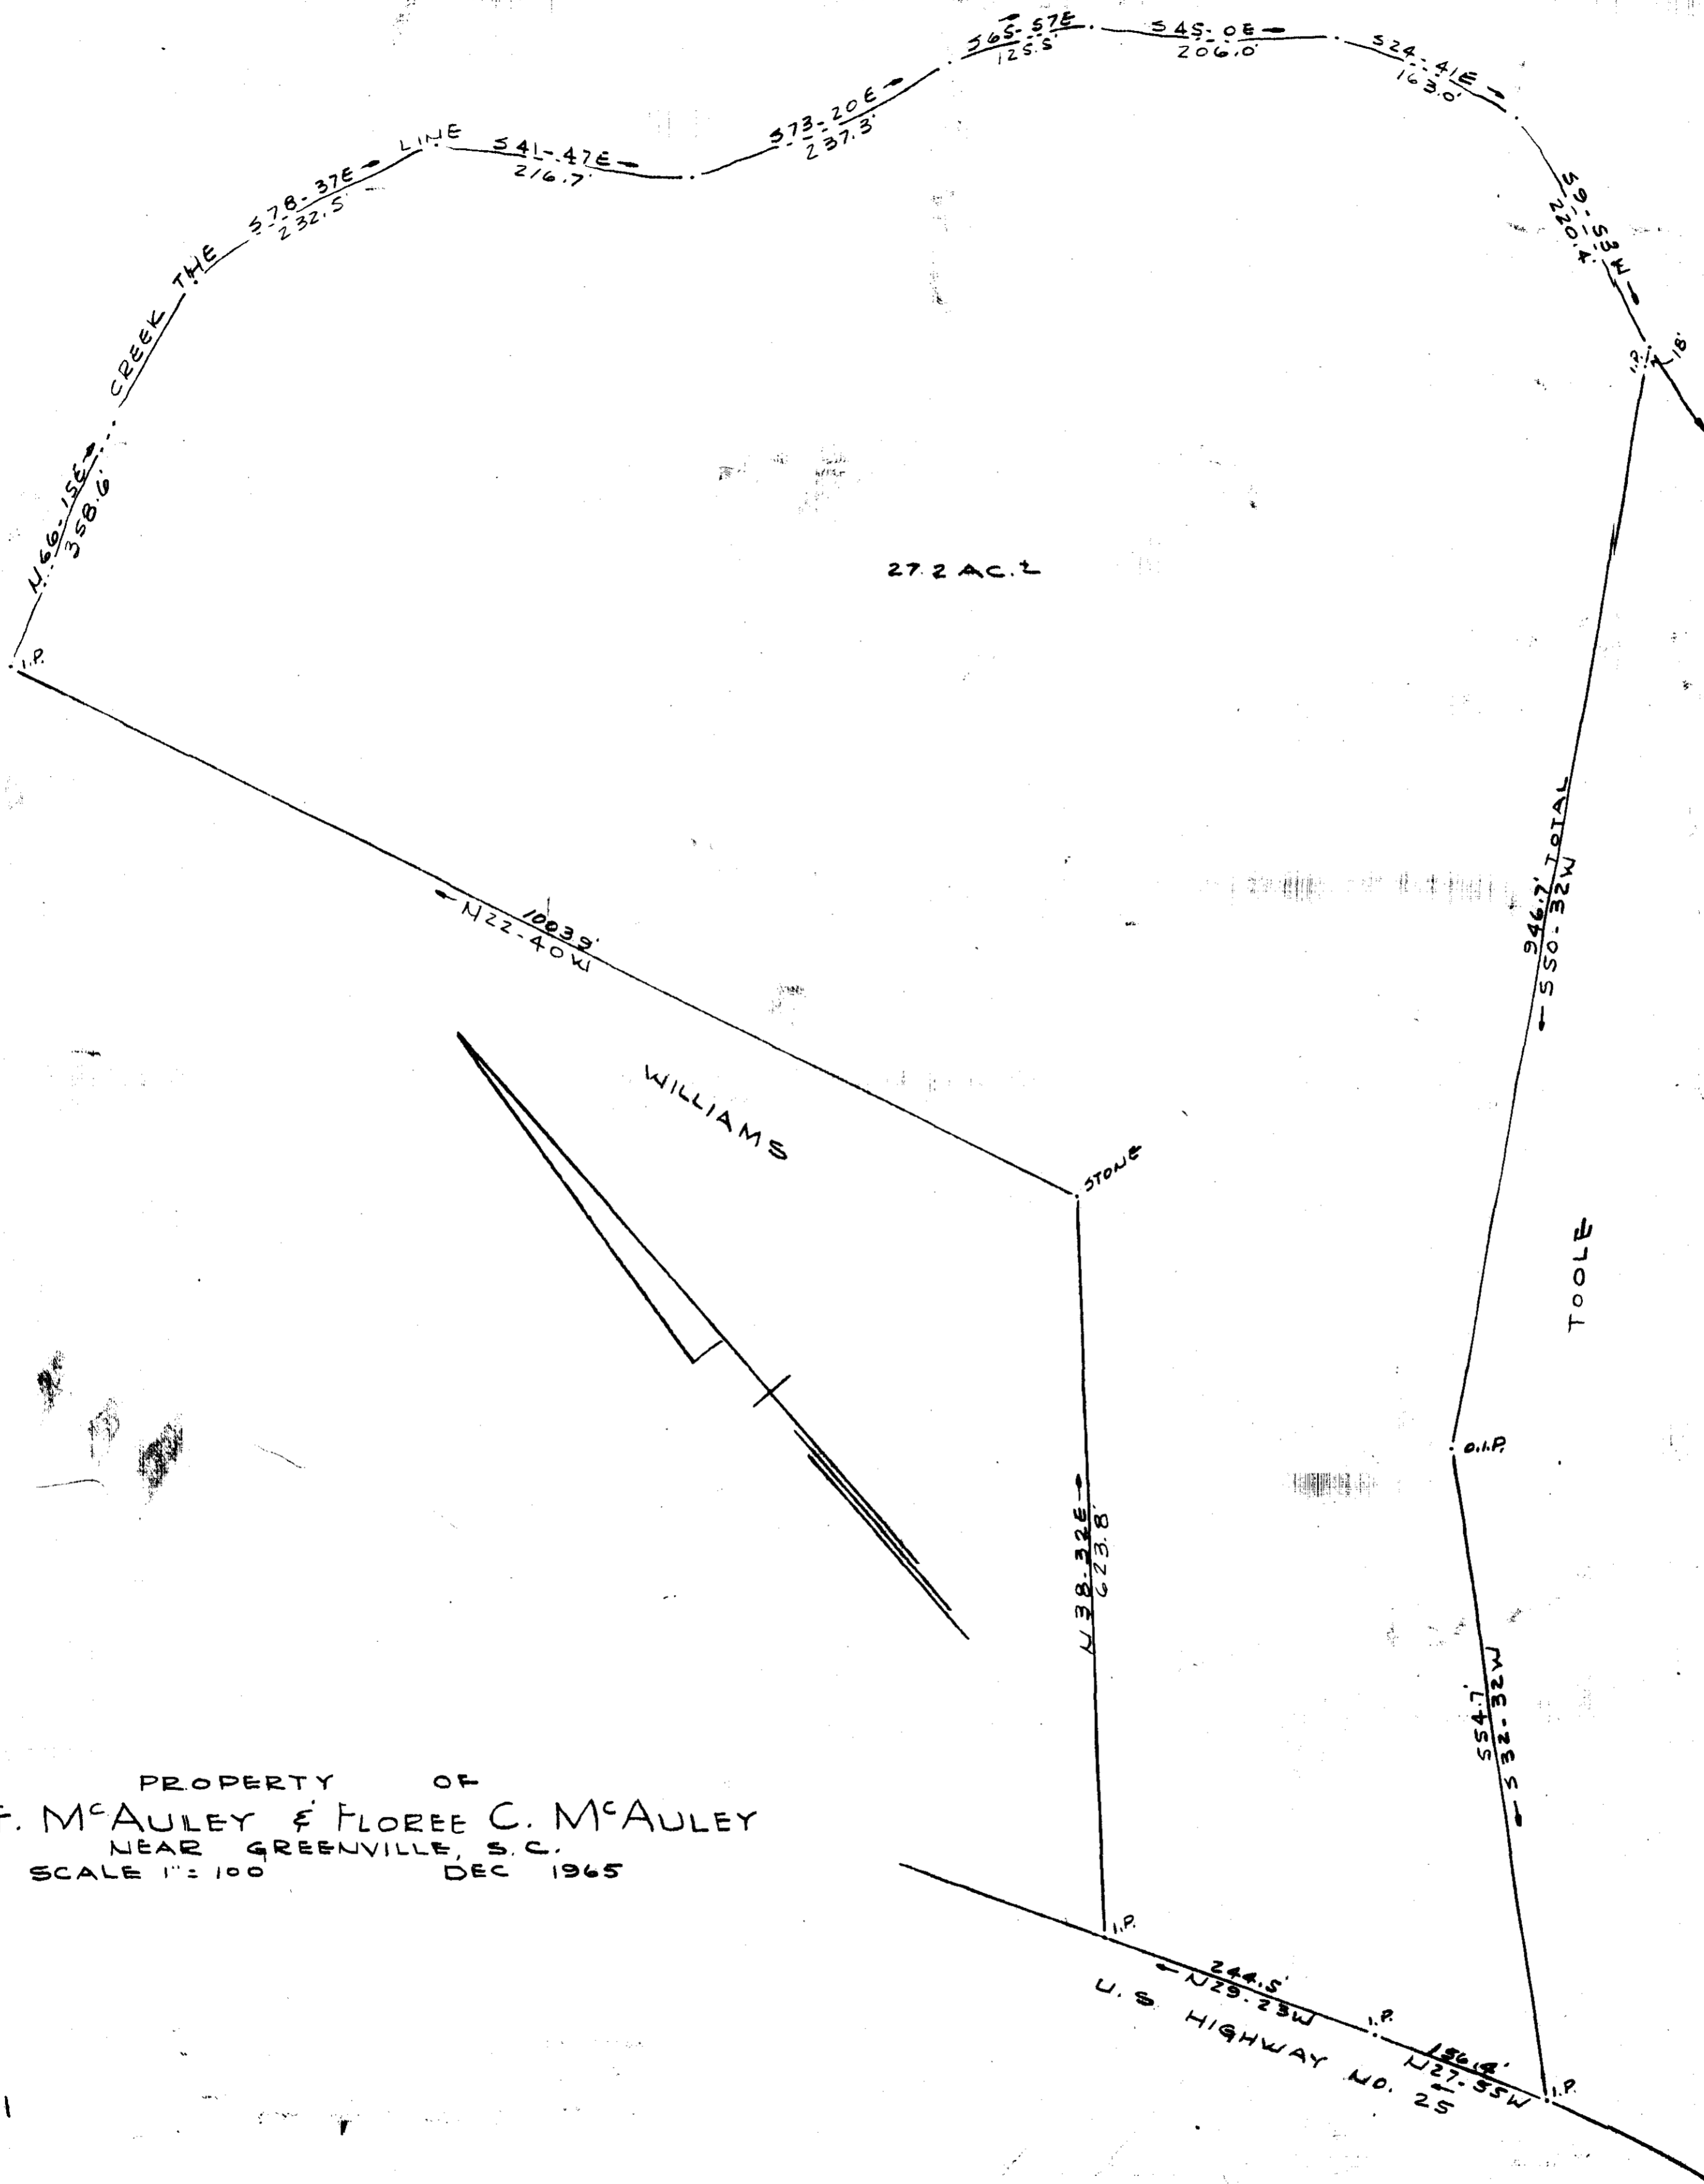 S65-57E
125.5'
S45-0E
206.0'
S24-41E
163.0'
S73-20E
237.3'
LINE
S41-47E
216.7'
S78-37E
232.5'
S9-53W
220.4'
THE
I.P.
18'
CREEK
N66-15E
358.6'
27.2 AC.±
I.P.
946.7' TOTAL
S50-32W
1003.9'
N22-40W
WILLIAMS
STONE
TOOLE
O.I.P.
N38-32E
623.8'
554.7'
S32-32W
PROPERTY OF
F. McAULEY & FLOREE C. McAULEY
NEAR GREENVILLE, S.C.
SCALE 1"=100' DEC 1965
I.P.
244.5'
N29-23W
I.P.
156.4'
N27-55W
I.P.
U.S. HIGHWAY NO. 25